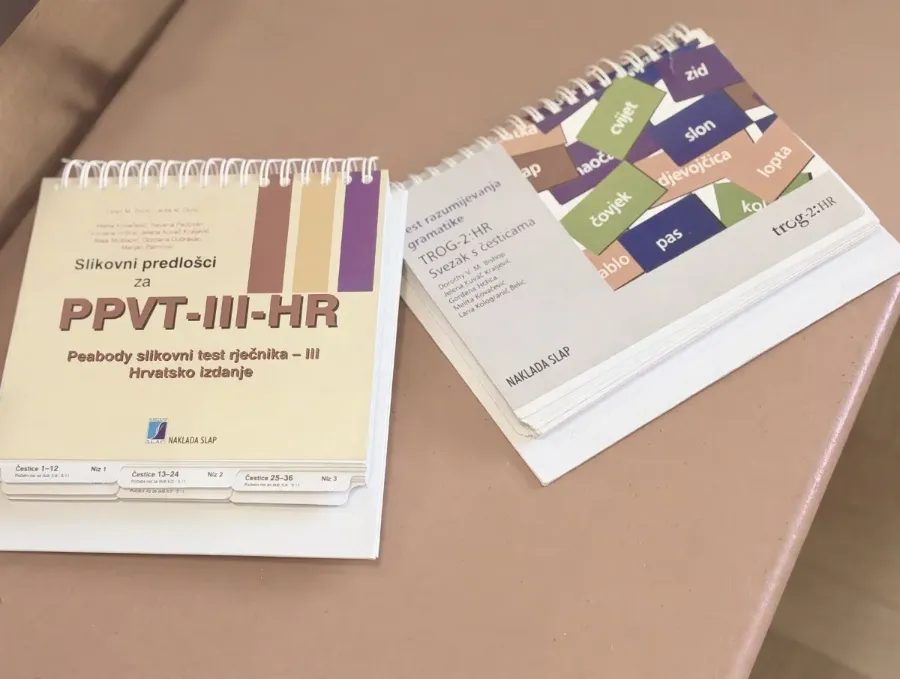 Slikovni predlošci
za
PPVT-III-HR
Peabody slikovni test rječnika – III
Hrvatsko izdanje
NAKLADA SLAP
Čestice 1–12
Niz 1
Čestice 13–24
Niz 2
Čestice 25–36
Niz 3
est razumijevanja
gramatike
TROG-2:HR
Svezak s česticama
Dorothy V. M. Bishop
Jelena Kuvač Kraljević
Gordana Hržica
Melita Kovačević
Lana Kologranić Belić
NAKLADA SLAP
zid
cvijet
slon
djevojčica
lopta
čovjek
pas
ablo
trog-2:HR